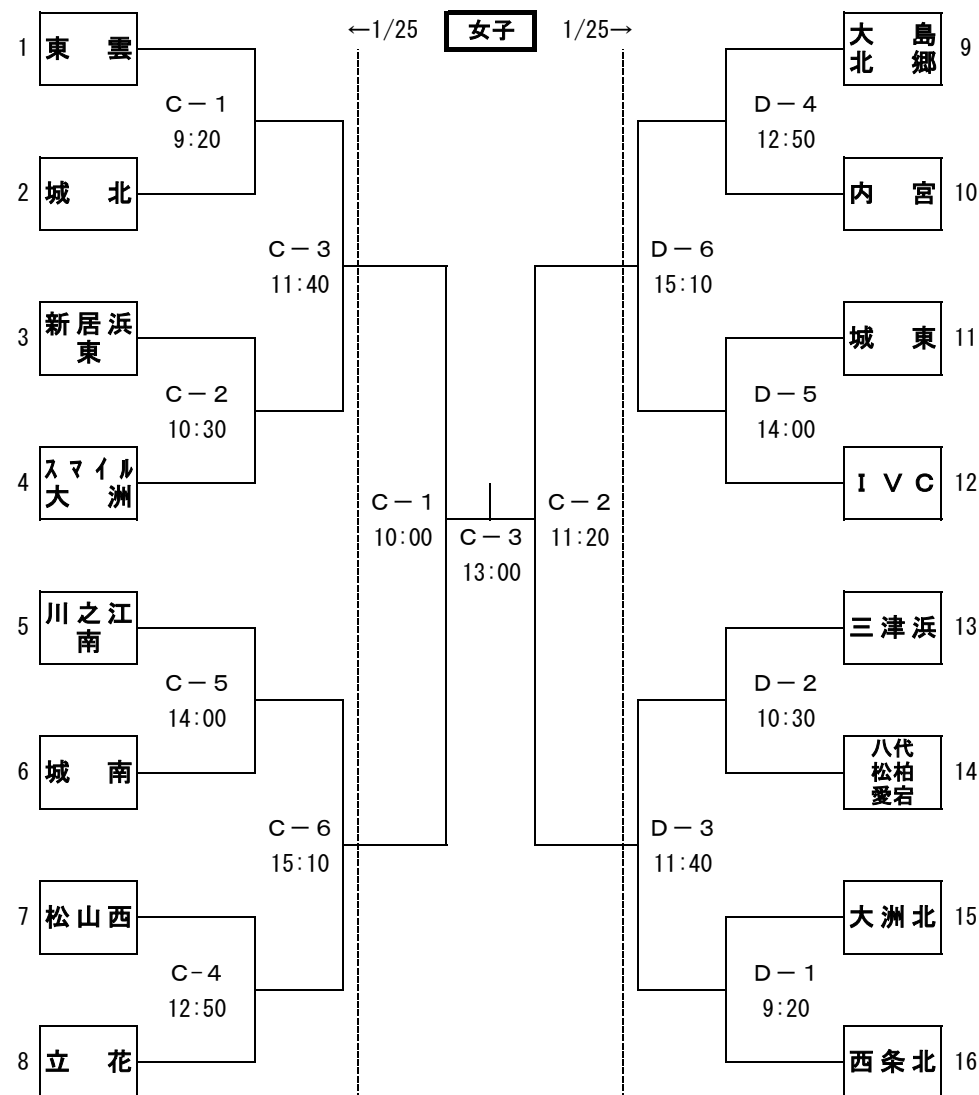 ←1/25 女子 1/25→
1 東 雲
C－1
9:20
2 城 北
C－3
11:40
3 新居浜
東
C－2
10:30
4 スマイル
大 洲
C－1
10:00
5 川之江
南
C－5
14:00
6 城 南
C－6
15:10
7 松山西
C-4
12:50
8 立 花
C－3
13:00
C－2
11:20
大 島
北 郷 9
D－4
12:50
内 宮 10
D－6
15:10
城 東 11
D－5
14:00
ＩＶＣ 12
三津浜 13
D－2
10:30
八代
松柏
愛宕 14
D－3
11:40
大洲北 15
D－1
9:20
西条北 16